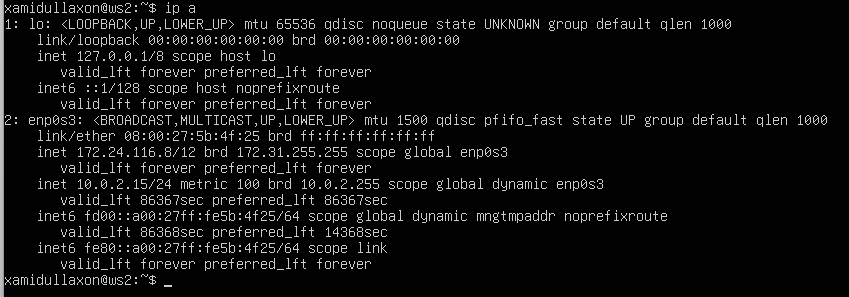 xamidullaxon@ws2:~$ ip a
1: lo: <LOOPBACK,UP,LOWER_UP> mtu 65536 qdisc noqueue state UNKNOWN group default qlen 1000
    link/loopback 00:00:00:00:00:00 brd 00:00:00:00:00:00
    inet 127.0.0.1/8 scope host lo
       valid_lft forever preferred_lft forever
    inet6 ::1/128 scope host noprefixroute
       valid_lft forever preferred_lft forever
2: enp0s3: <BROADCAST,MULTICAST,UP,LOWER_UP> mtu 1500 qdisc pfifo_fast state UP group default qlen 1000
    link/ether 08:00:27:5b:4f:25 brd ff:ff:ff:ff:ff:ff
    inet 172.24.116.8/12 brd 172.31.255.255 scope global enp0s3
       valid_lft forever preferred_lft forever
    inet 10.0.2.15/24 metric 100 brd 10.0.2.255 scope global dynamic enp0s3
       valid_lft 86367sec preferred_lft 86367sec
    inet6 fd00::a00:27ff:fe5b:4f25/64 scope global dynamic mngtmpaddr noprefixroute
       valid_lft 86368sec preferred_lft 14368sec
    inet6 fe80::a00:27ff:fe5b:4f25/64 scope link
       valid_lft forever preferred_lft forever
xamidullaxon@ws2:~$ _